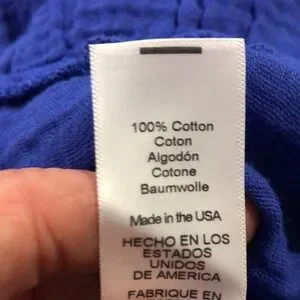 100% Cotton
Coton
Algodón
Cotone
Baumwolle
Made in the USA
HECHO EN LOS
ESTADOS
UNIDOS
DE AMERICA
FABRIQUE EN